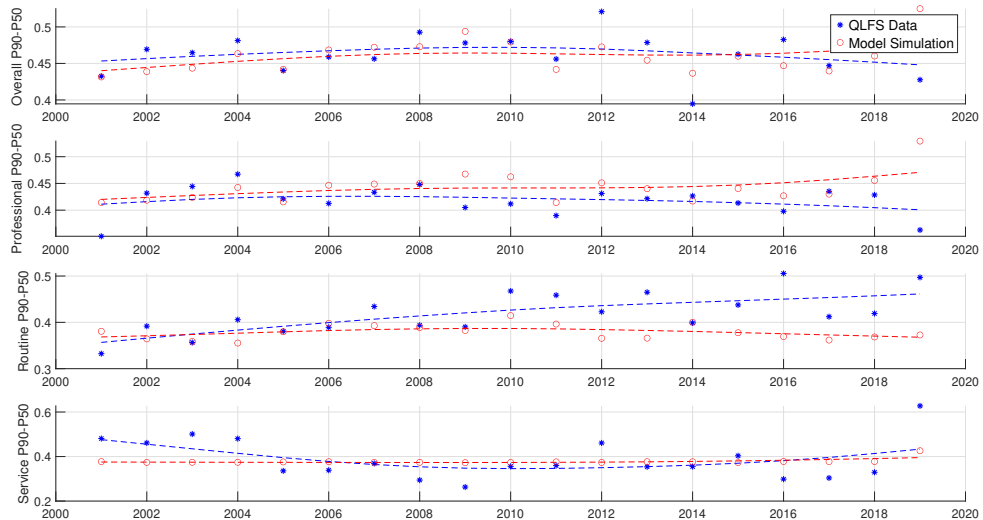 Overall P90-P50
0.5
0.45
0.4
QLFS Data
Model Simulation
2000 2002 2004 2006 2008 2010 2012 2014 2016 2018 2020
Professional P90-P50
0.5
0.45
0.4
2000 2002 2004 2006 2008 2010 2012 2014 2016 2018 2020
Routine P90-P50
0.5
0.4
0.3
2000 2002 2004 2006 2008 2010 2012 2014 2016 2018 2020
Service P90-P50
0.6
0.4
0.2
2000 2002 2004 2006 2008 2010 2012 2014 2016 2018 2020